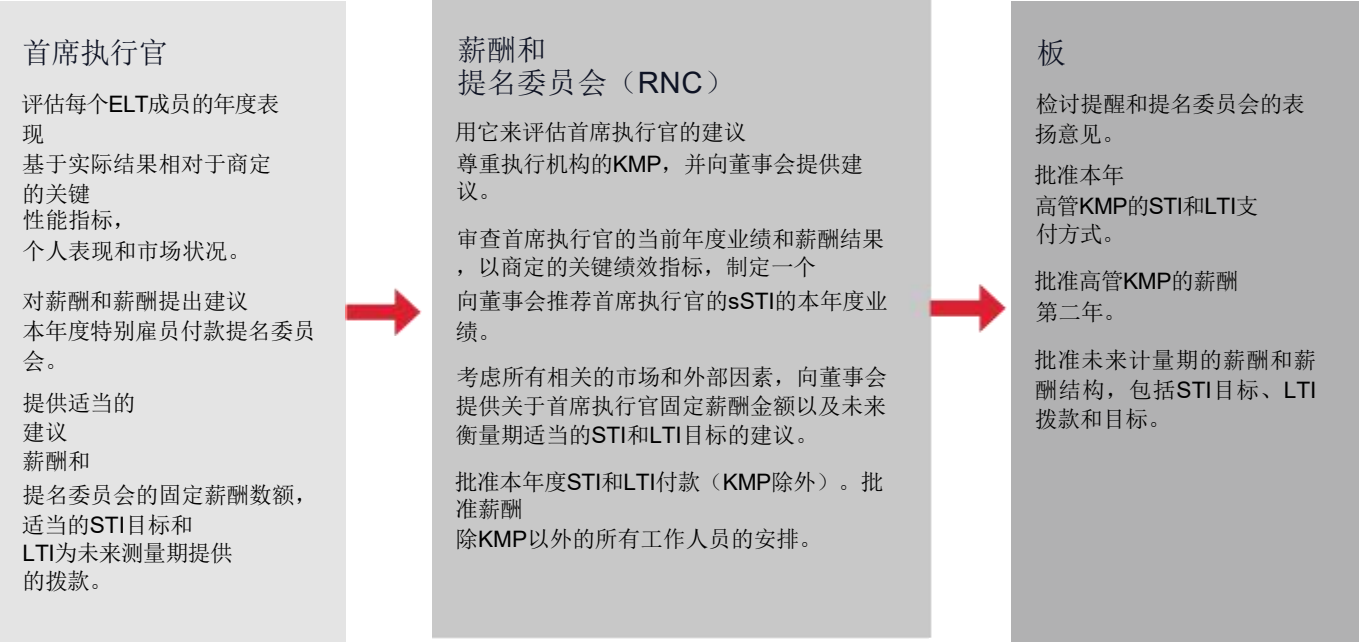 首席执行官
评估每个ELT成员的年度表
现
基于实际结果相对于商定
的关键
性能指标，
个人表现和市场状况。
对薪酬和薪酬提出建议
本年度特别雇员付款提名委员
会。
提供适当的
建议
薪酬和
提名委员会的固定薪酬数额，
适当的STI目标和
LTI为未来测量期提供
的拨款。
薪酬和
提名委员会（RNC）
用它来评估首席执行官的建议
尊重执行机构的KMP，并向董事会提供建
议。
审查首席执行官的当前年度业绩和薪酬结果
，以商定的关键绩效指标，制定一个
向董事会推荐首席执行官的sSTI的本年度业
绩。
考虑所有相关的市场和外部因素，向董事会
提供关于首席执行官固定薪酬金额以及未来
衡量期适当的STI和LTI目标的建议。
批准本年度STI和LTI付款（KMP除外）。批
准薪酬
除KMP以外的所有工作人员的安排。
板
检讨提醒和提名委员会的表
扬意见。
批准本年
高管KMP的STI和LTI支
付方式。
批准高管KMP的薪酬
第二年。
批准未来计量期的薪酬和薪
酬结构，包括STI目标、LTI
拨款和目标。